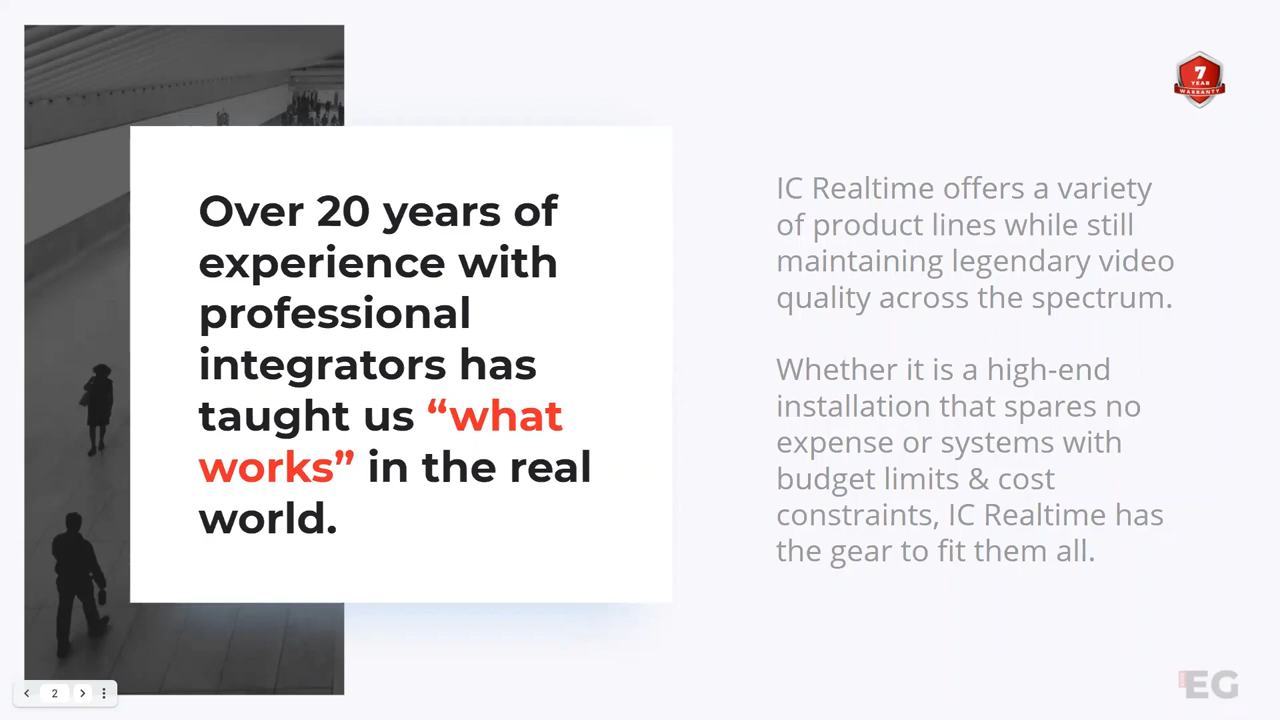 7
YEAR
WARRANTY
Over 20 years of
experience with
professional
integrators has
taught us “what
works” in the real
world.
IC Realtime offers a variety
of product lines while still
maintaining legendary video
quality across the spectrum.
Whether it is a high-end
installation that spares no
expense or systems with
budget limits & cost
constraints, IC Realtime has
the gear to fit them all.
2
EG